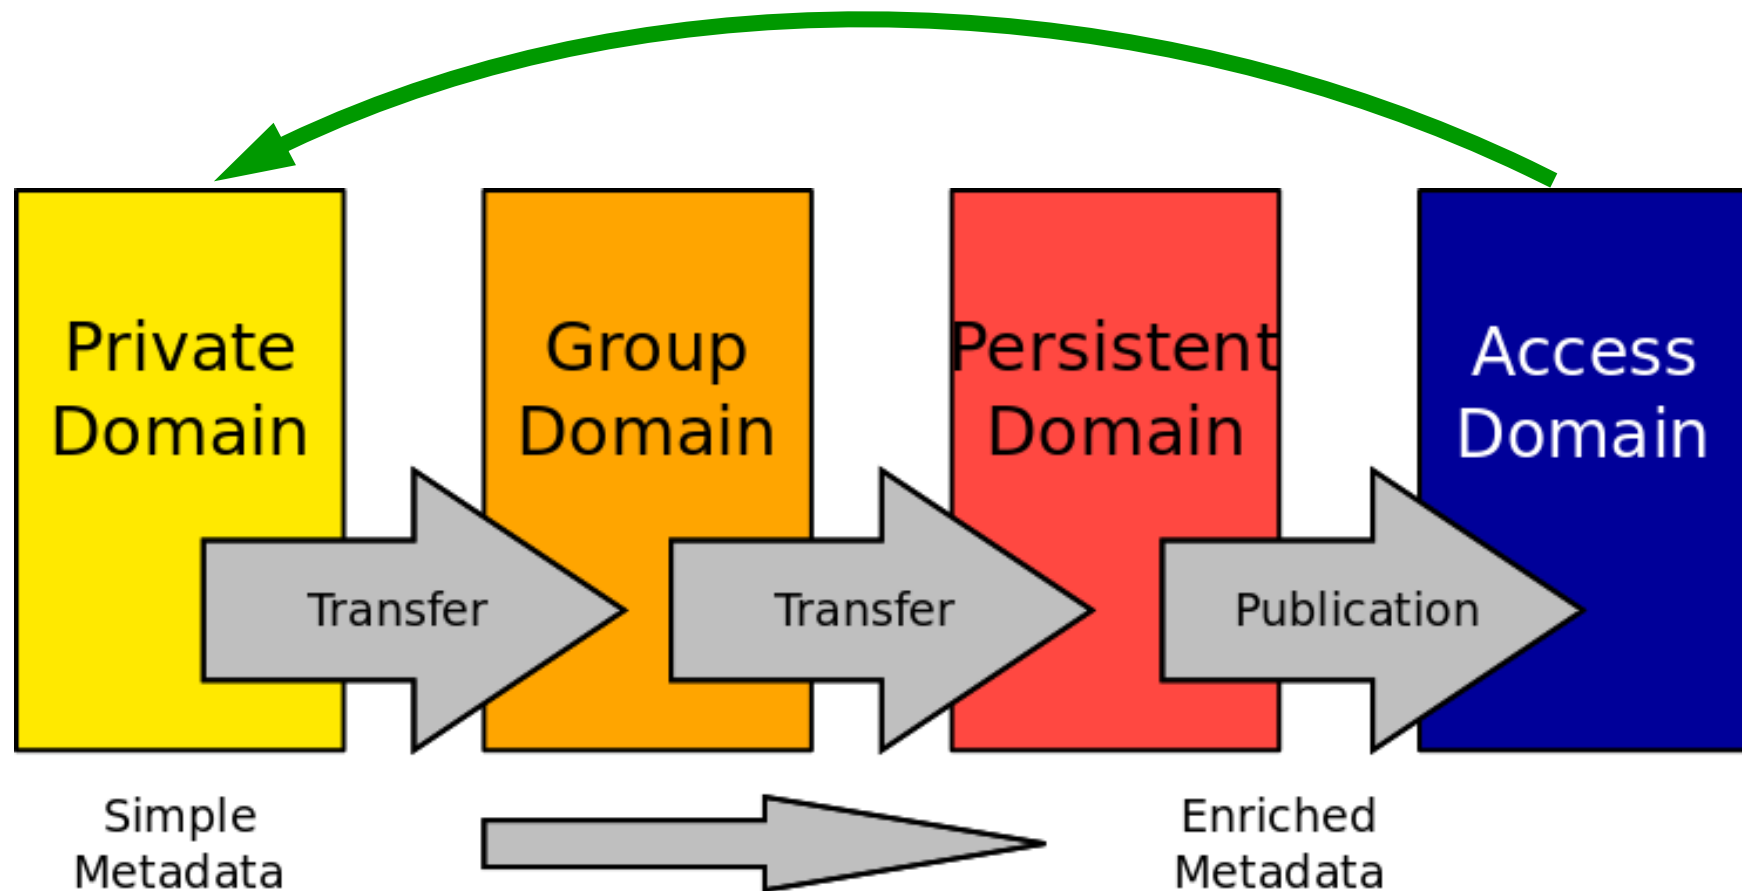 Private
Domain
Group
Domain
Persistent
Domain
Access
Domain
Transfer
Transfer
Publication
Simple
Metadata
Enriched
Metadata